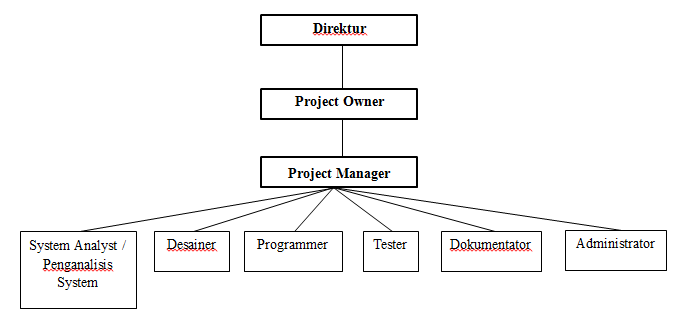 Direktur
Project Owner
Project Manager
System Analyst /
Penganalisis
System
Desainer
Programmer
Tester
Dokumentator
Administrator